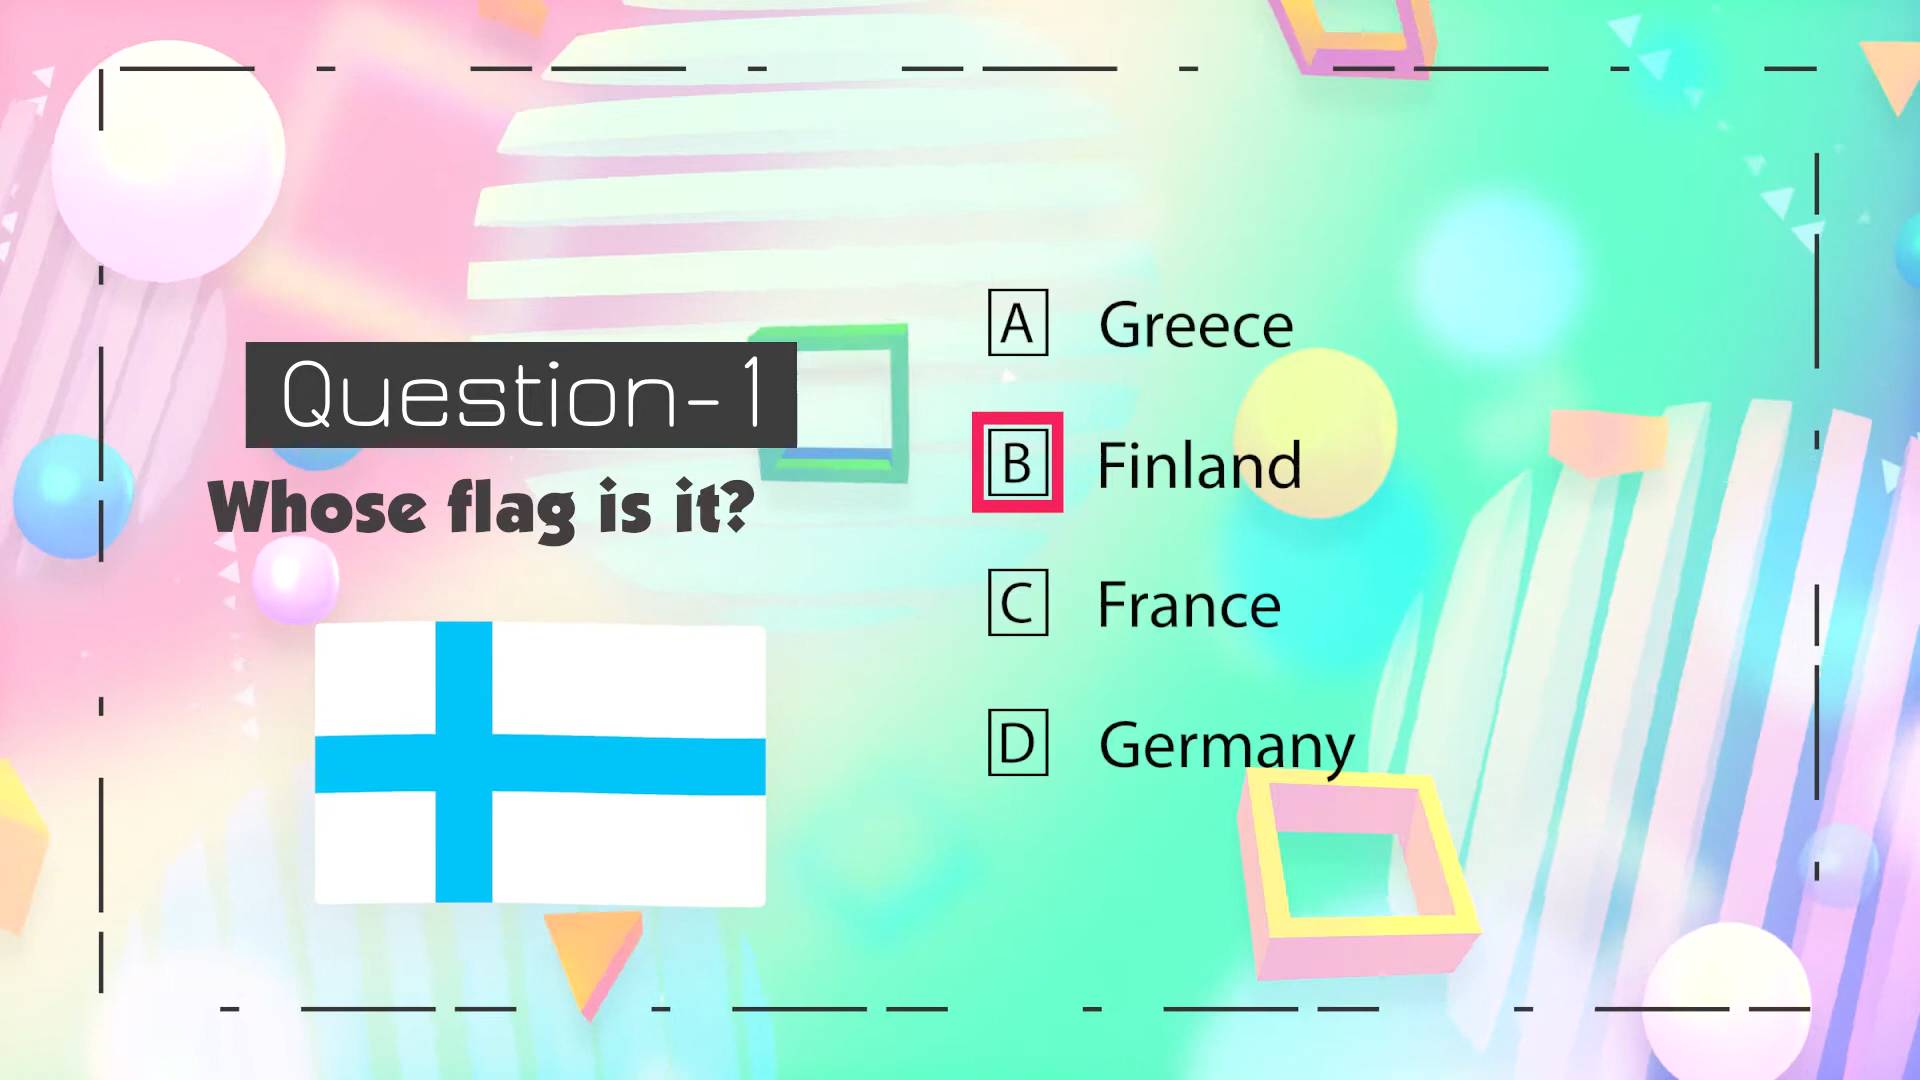 Question-1
Whose flag is it?
A Greece
B Finland
C France
D Germany